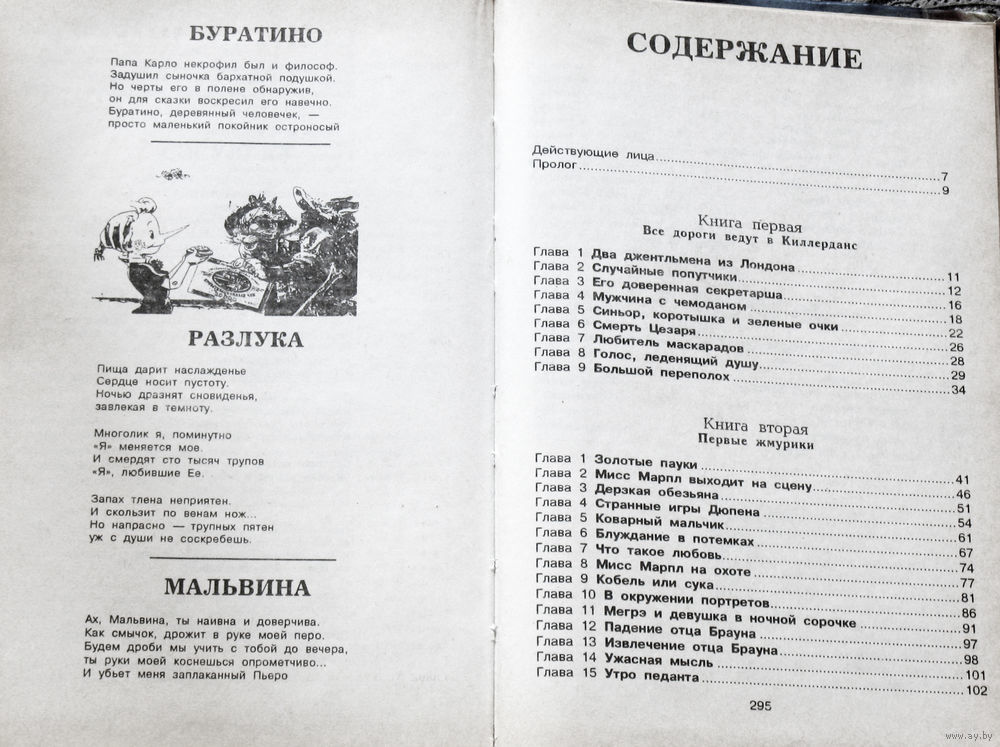 БУРАТИНО
Папа Карло некрофил был и философ.
Задушил сыночка бархатной подушкой.
Но черты его в полене обнаружив,
он для сказки воскресил его навечно.
Буратино, деревянный человечек, —
просто маленький покойник остроносый
РАЗЛУКА
Пища дарит наслажденье
Сердце носит пустоту.
Ночью дразнят сновиденья,
завлекая в темноту.
Многолик я, поминутно
«Я» меняется мое.
И смердят сто тысяч трупов
«Я», любившие Ее.
Запах тлена неприятен.
И скользит по венам нож...
Но напрасно — трупных пятен
уж с души не соскребешь.
МАЛЬВИНА
Ах, Мальвина, ты наивна и доверчива.
Как смычок, дрожит в руке моей перо.
Будем дроби мы учить с тобой до вечера,
ты руки моей коснешься опрометчиво...
И убьет меня заплаканный Пьеро
СОДЕРЖАНИЕ
Действующие лица 7
Пролог 9
Книга первая
Все дороги ведут в Киллерданс
Глава 1 Два джентльмена из Лондона 11
Глава 2 Случайные попутчики 12
Глава 3 Его доверенная секретарша 16
Глава 4 Мужчина с чемоданом 18
Глава 5 Синьор, коротышка и зеленые очки 22
Глава 6 Смерть Цезаря 26
Глава 7 Любитель маскарадов 28
Глава 8 Голос, леденящий душу 29
Глава 9 Большой переполох 34
Книга вторая
Первые жмурики
Глава 1 Золотые пауки 41
Глава 2 Мисс Марпл выходит на сцену 46
Глава 3 Дерзкая обезьяна 51
Глава 4 Странные игры Дюпена 54
Глава 5 Коварный мальчик 61
Глава 6 Блуждание в потемках 67
Глава 7 Что такое любовь 74
Глава 8 Мисс Марпл на охоте 77
Глава 9 Кобель или сука 81
Глава 10 В окружении портретов 86
Глава 11 Мегрэ и девушка в ночной сорочке 91
Глава 12 Падение отца Брауна 97
Глава 13 Извлечение отца Брауна 98
Глава 14 Ужасная мысль 101
Глава 15 Утро педанта 102
295
www.ay.by